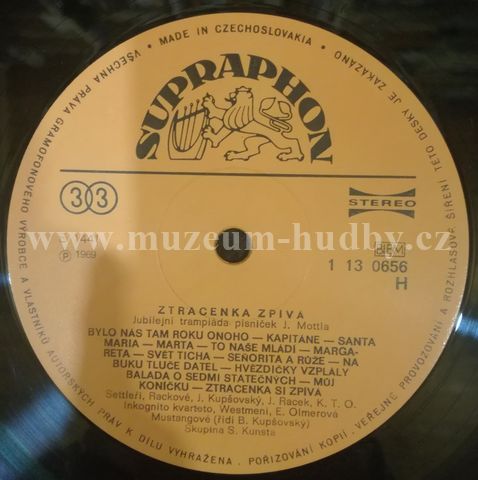 VŠECHNA PRÁVA GRAMOFONOVÉHO VÝROBCE A VLASTNÍKŮ AUTORSKÝCH PRÁV K DÍLU VYHRAŽENA. POŘIZOVÁNÍ KOPIÍ, VEŘEJNÉ PROVOZOVÁNÍ A ROZHLASOVÁ ŠÍŘENÍ TÉTO DESKY JE ZAKÁZÁNO
• MADE IN CZECHOSLOVAKIA •
SUPRAPHON
33
STEREO
www.muzeum-hudby.cz
℗ 1969
1 13 0656
H
ZTRACENKA ZPÍVÁ
Jubilejní trampiáda písniček J. Mottla
BYLO NÁS TAM ROKU ONOHO — KAPITÁNE — SANTA
MARIA — MARTA — TO NAŠE MLÁDÍ — MARGA-
RETA — SVĚT TICHA — SEŇORITA A RŮŽE — NA
BUKU TLUČE DATEL — HVĚZDIČKY VZPLÁLY
BALADA O SEDMI STATEČNÝCH — MŮJ
KONÍČKU — ZTRACENKA SI ZPÍVÁ
Settleři, Rackové, J. Kupšovský, J. Racek, K. T. O.
Inkognito kvarteto, Westmeni, E. Olmerová
Mustangové (řídí B. Kupšovský)
Skupina S. Kunsta